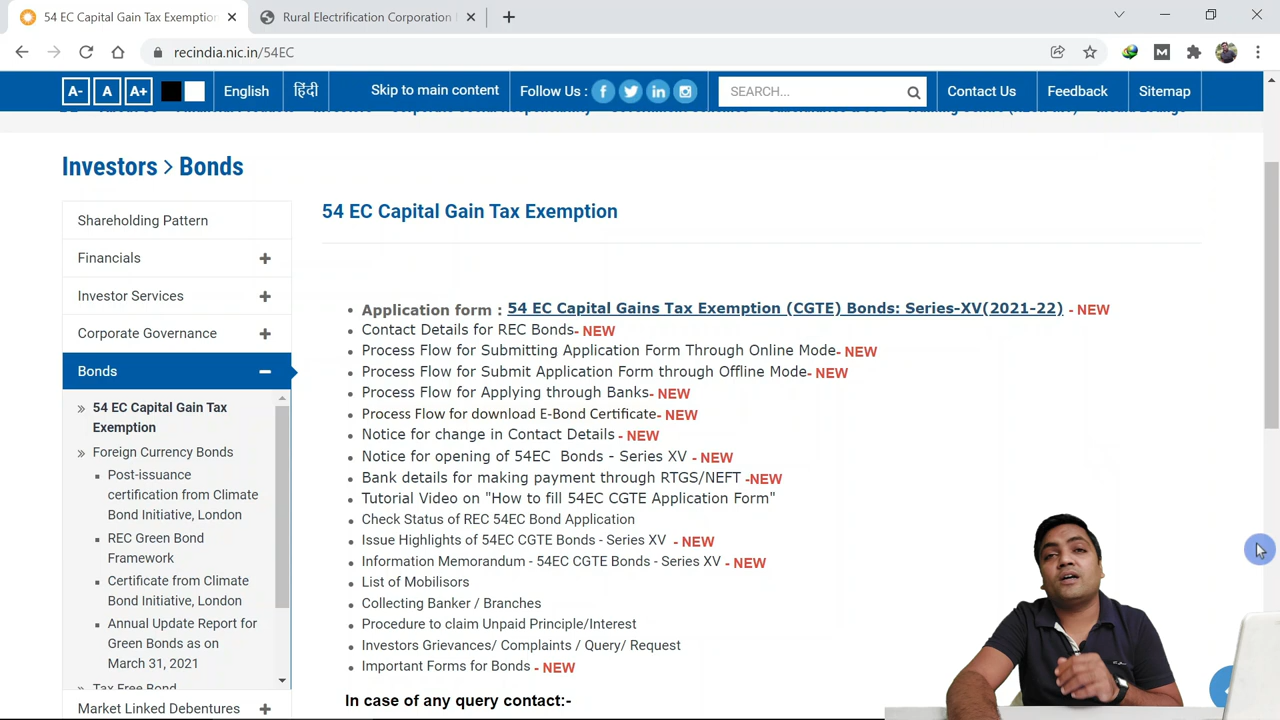 54 EC Capital Gain Tax Exemption
Rural Electrification Corporation
recindia.nic.in/54EC
A- A A+ English हिंदी Skip to main content Follow Us : SEARCH... Contact Us Feedback Sitemap
Investors > Bonds
Shareholding Pattern
Financials
Investor Services
Corporate Governance
Bonds
54 EC Capital Gain Tax
Exemption
Foreign Currency Bonds
Post-issuance
certification from Climate
Bond Initiative, London
REC Green Bond
Framework
Certificate from Climate
Bond Initiative, London
Annual Update Report for
Green Bonds as on
March 31, 2021
Tax Free Bond
Market Linked Debentures
54 EC Capital Gain Tax Exemption
Application form : 54 EC Capital Gains Tax Exemption (CGTE) Bonds: Series-XV(2021-22) - NEW
Contact Details for REC Bonds- NEW
Process Flow for Submitting Application Form Through Online Mode- NEW
Process Flow for Submit Application Form through Offline Mode- NEW
Process Flow for Applying through Banks- NEW
Process Flow for download E-Bond Certificate- NEW
Notice for change in Contact Details - NEW
Notice for opening of 54EC Bonds - Series XV - NEW
Bank details for making payment through RTGS/NEFT -NEW
Tutorial Video on "How to fill 54EC CGTE Application Form"
Check Status of REC 54EC Bond Application
Issue Highlights of 54EC CGTE Bonds - Series XV - NEW
Information Memorandum - 54EC CGTE Bonds - Series XV - NEW
List of Mobilisors
Collecting Banker / Branches
Procedure to claim Unpaid Principle/Interest
Investors Grievances/ Complaints / Query/ Request
Important Forms for Bonds - NEW
In case of any query contact:-